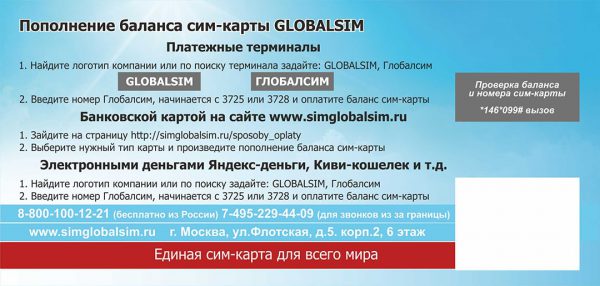 Пополнение баланса сим-карты GLOBALSIM
Платежные терминалы
1. Найдите логотип компании или по поиску терминала задайте: GLOBALSIM, Глобалсим
GLOBALSIM ГЛОБАЛСИМ
2. Введите номер Глобалсим, начинается с 3725 или 3728 и оплатите баланс сим-карты
Банковской картой на сайте www.simglobalsim.ru
1. Зайдите на страницу http://simglobalsim.ru/sposoby_oplaty
2. Выберите нужный тип карты и произведите пополнение баланса сим-карты
Электронными деньгами Яндекс-деньги, Киви-кошелек и т.д.
1. Найдите логотип компании или по поиску задайте: GLOBALSIM, Глобалсим
2. Введите номер Глобалсим, начинается с 3725 или 3728 и оплатите баланс сим-карты
8-800-100-12-21 (бесплатно из России) 7-495-229-44-09 (для звонков из за границы)
www.simglobalsim.ru г. Москва, ул.Флотская, д.5. корп.2, 6 этаж
Единая сим-карта для всего мира
Проверка баланса
и номера сим-карты
*146*099# вызов